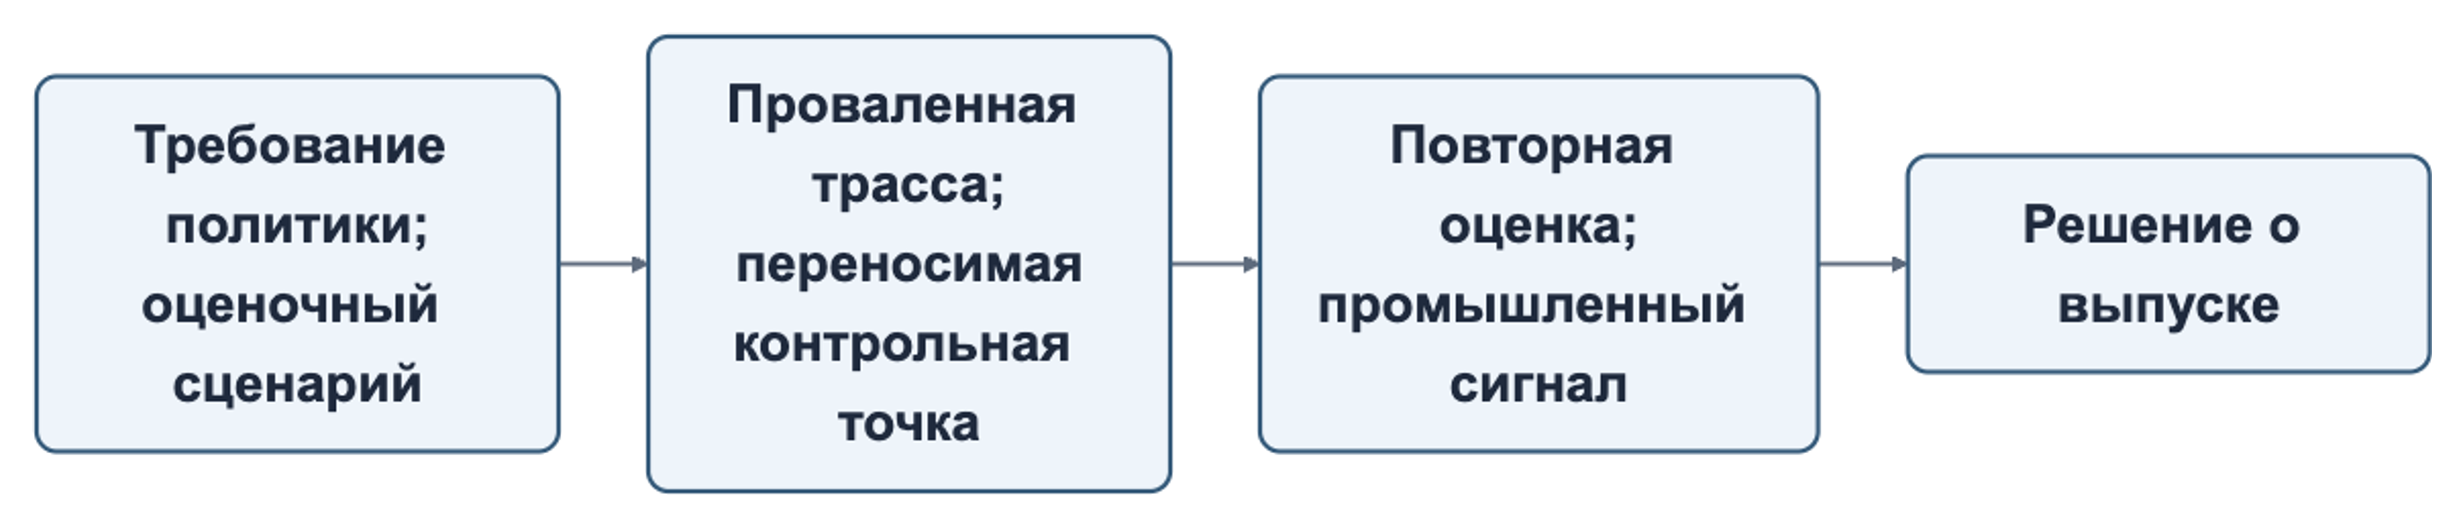 Требование
политики;
оценочный
сценарий
Проваленная
трасса;
переносимая
контрольная
точка
Повторная
оценка;
промышленный
сигнал
Решение о
выпуске